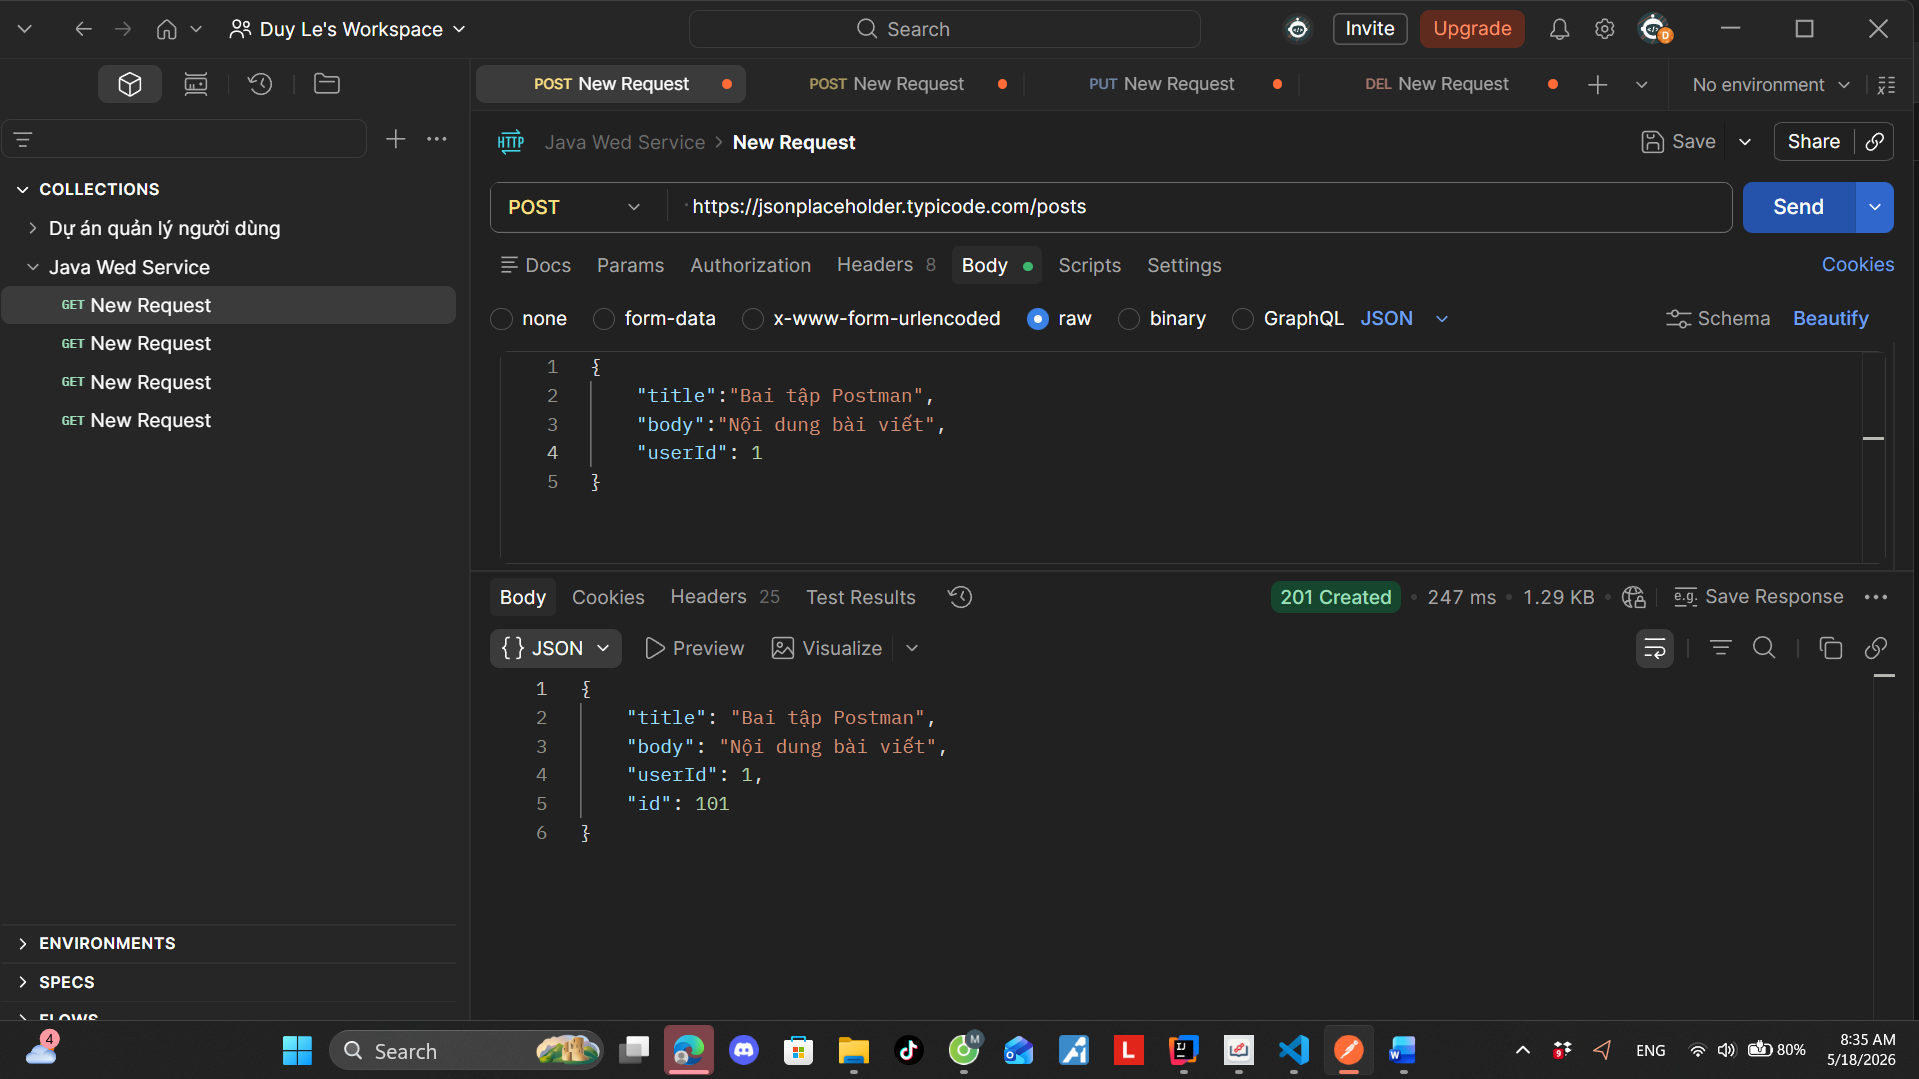 Duy Le's Workspace
Search
Invite
Upgrade
POST New Request
POST New Request
PUT New Request
DEL New Request
No environment
HTTP
Java Wed Service > New Request
Save
Share
COLLECTIONS
Dự án quản lý người dùng
Java Wed Service
GET New Request
GET New Request
GET New Request
GET New Request
POST
https://jsonplaceholder.typicode.com/posts
Send
Docs
Params
Authorization
Headers 8
Body
Scripts
Settings
Cookies
none
form-data
x-www-form-urlencoded
raw
binary
GraphQL
JSON
Schema
Beautify
1 {
2 "title":"Bai tập Postman",
3 "body":"Nội dung bài viết",
4 "userId": 1
5 }
Body
Cookies
Headers 25
Test Results
201 Created
247 ms
1.29 KB
e.g. Save Response
{} JSON
Preview
Visualize
1 {
2 "title": "Bai tập Postman",
3 "body": "Nội dung bài viết",
4 "userId": 1,
5 "id": 101
6 }
ENVIRONMENTS
SPECS
FLOWS
4
Search
M
L
9
ENG
80%
8:35 AM
5/18/2026